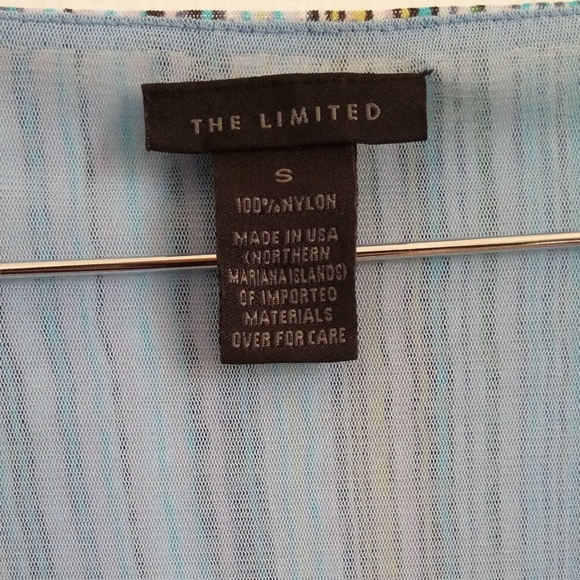 THE LIMITED
S
100% NYLON
MADE IN USA
(NORTHERN
MARIANA ISLANDS)
OF IMPORTED
MATERIALS
OVER FOR CARE